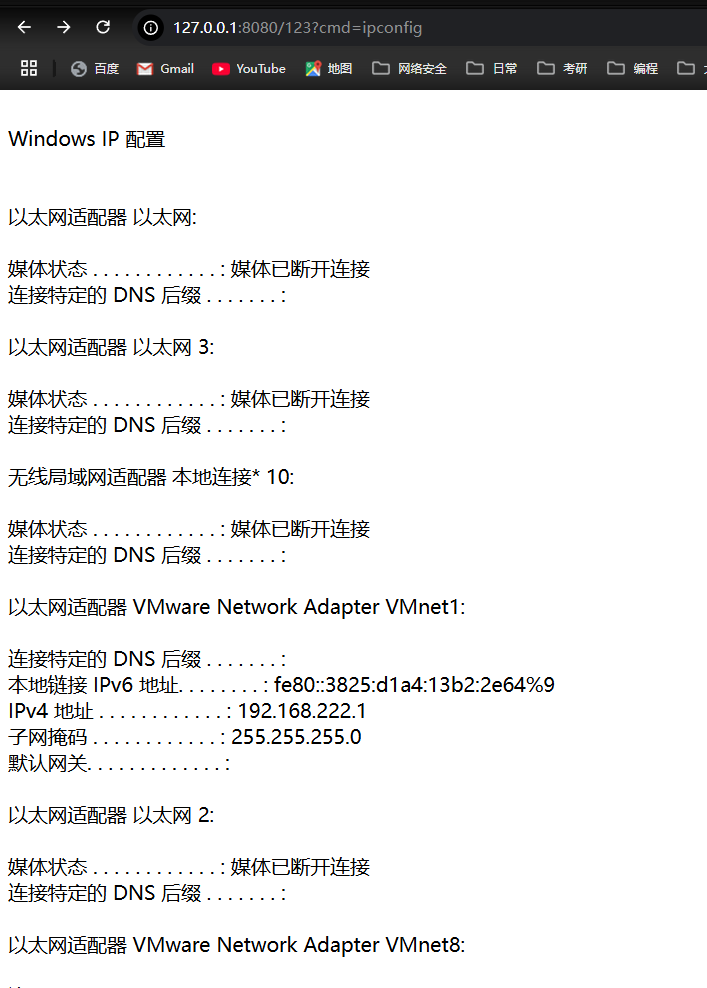 127.0.0.1:8080/123?cmd=ipconfig
百度 Gmail YouTube 地图 网络安全 日常 考研 编程
Windows IP 配置
以太网适配器 以太网:
媒体状态 . . . . . . . . . . . . : 媒体已断开连接
连接特定的 DNS 后缀 . . . . . . . :
以太网适配器 以太网 3:
媒体状态 . . . . . . . . . . . . : 媒体已断开连接
连接特定的 DNS 后缀 . . . . . . . :
无线局域网适配器 本地连接* 10:
媒体状态 . . . . . . . . . . . . : 媒体已断开连接
连接特定的 DNS 后缀 . . . . . . . :
以太网适配器 VMware Network Adapter VMnet1:
连接特定的 DNS 后缀 . . . . . . . :
本地链接 IPv6 地址. . . . . . . . : fe80::3825:d1a4:13b2:2e64%9
IPv4 地址 . . . . . . . . . . . . : 192.168.222.1
子网掩码 . . . . . . . . . . . . : 255.255.255.0
默认网关. . . . . . . . . . . . . :
以太网适配器 以太网 2:
媒体状态 . . . . . . . . . . . . : 媒体已断开连接
连接特定的 DNS 后缀 . . . . . . . :
以太网适配器 VMware Network Adapter VMnet8: